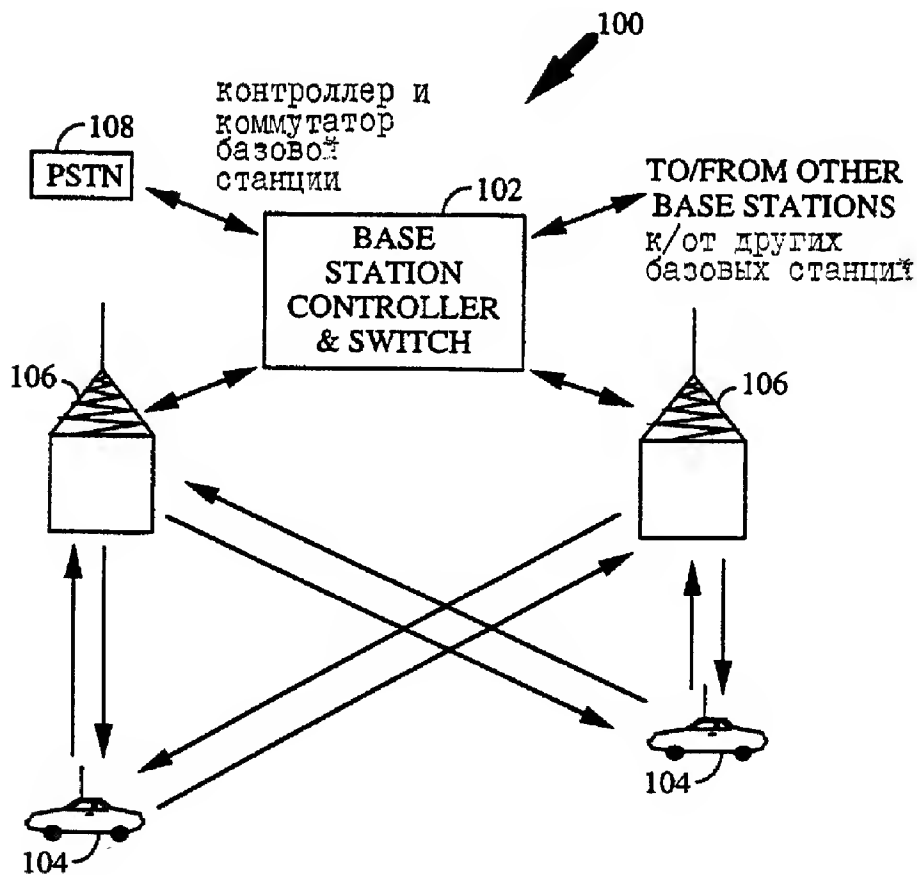 100
контроллер и
коммутатор
базовой
станции
108
PSTN
102
BASE
STATION
CONTROLLER
& SWITCH
TO/FROM OTHER
BASE STATIONS
к/от других
базовых станций
106
106
104
104